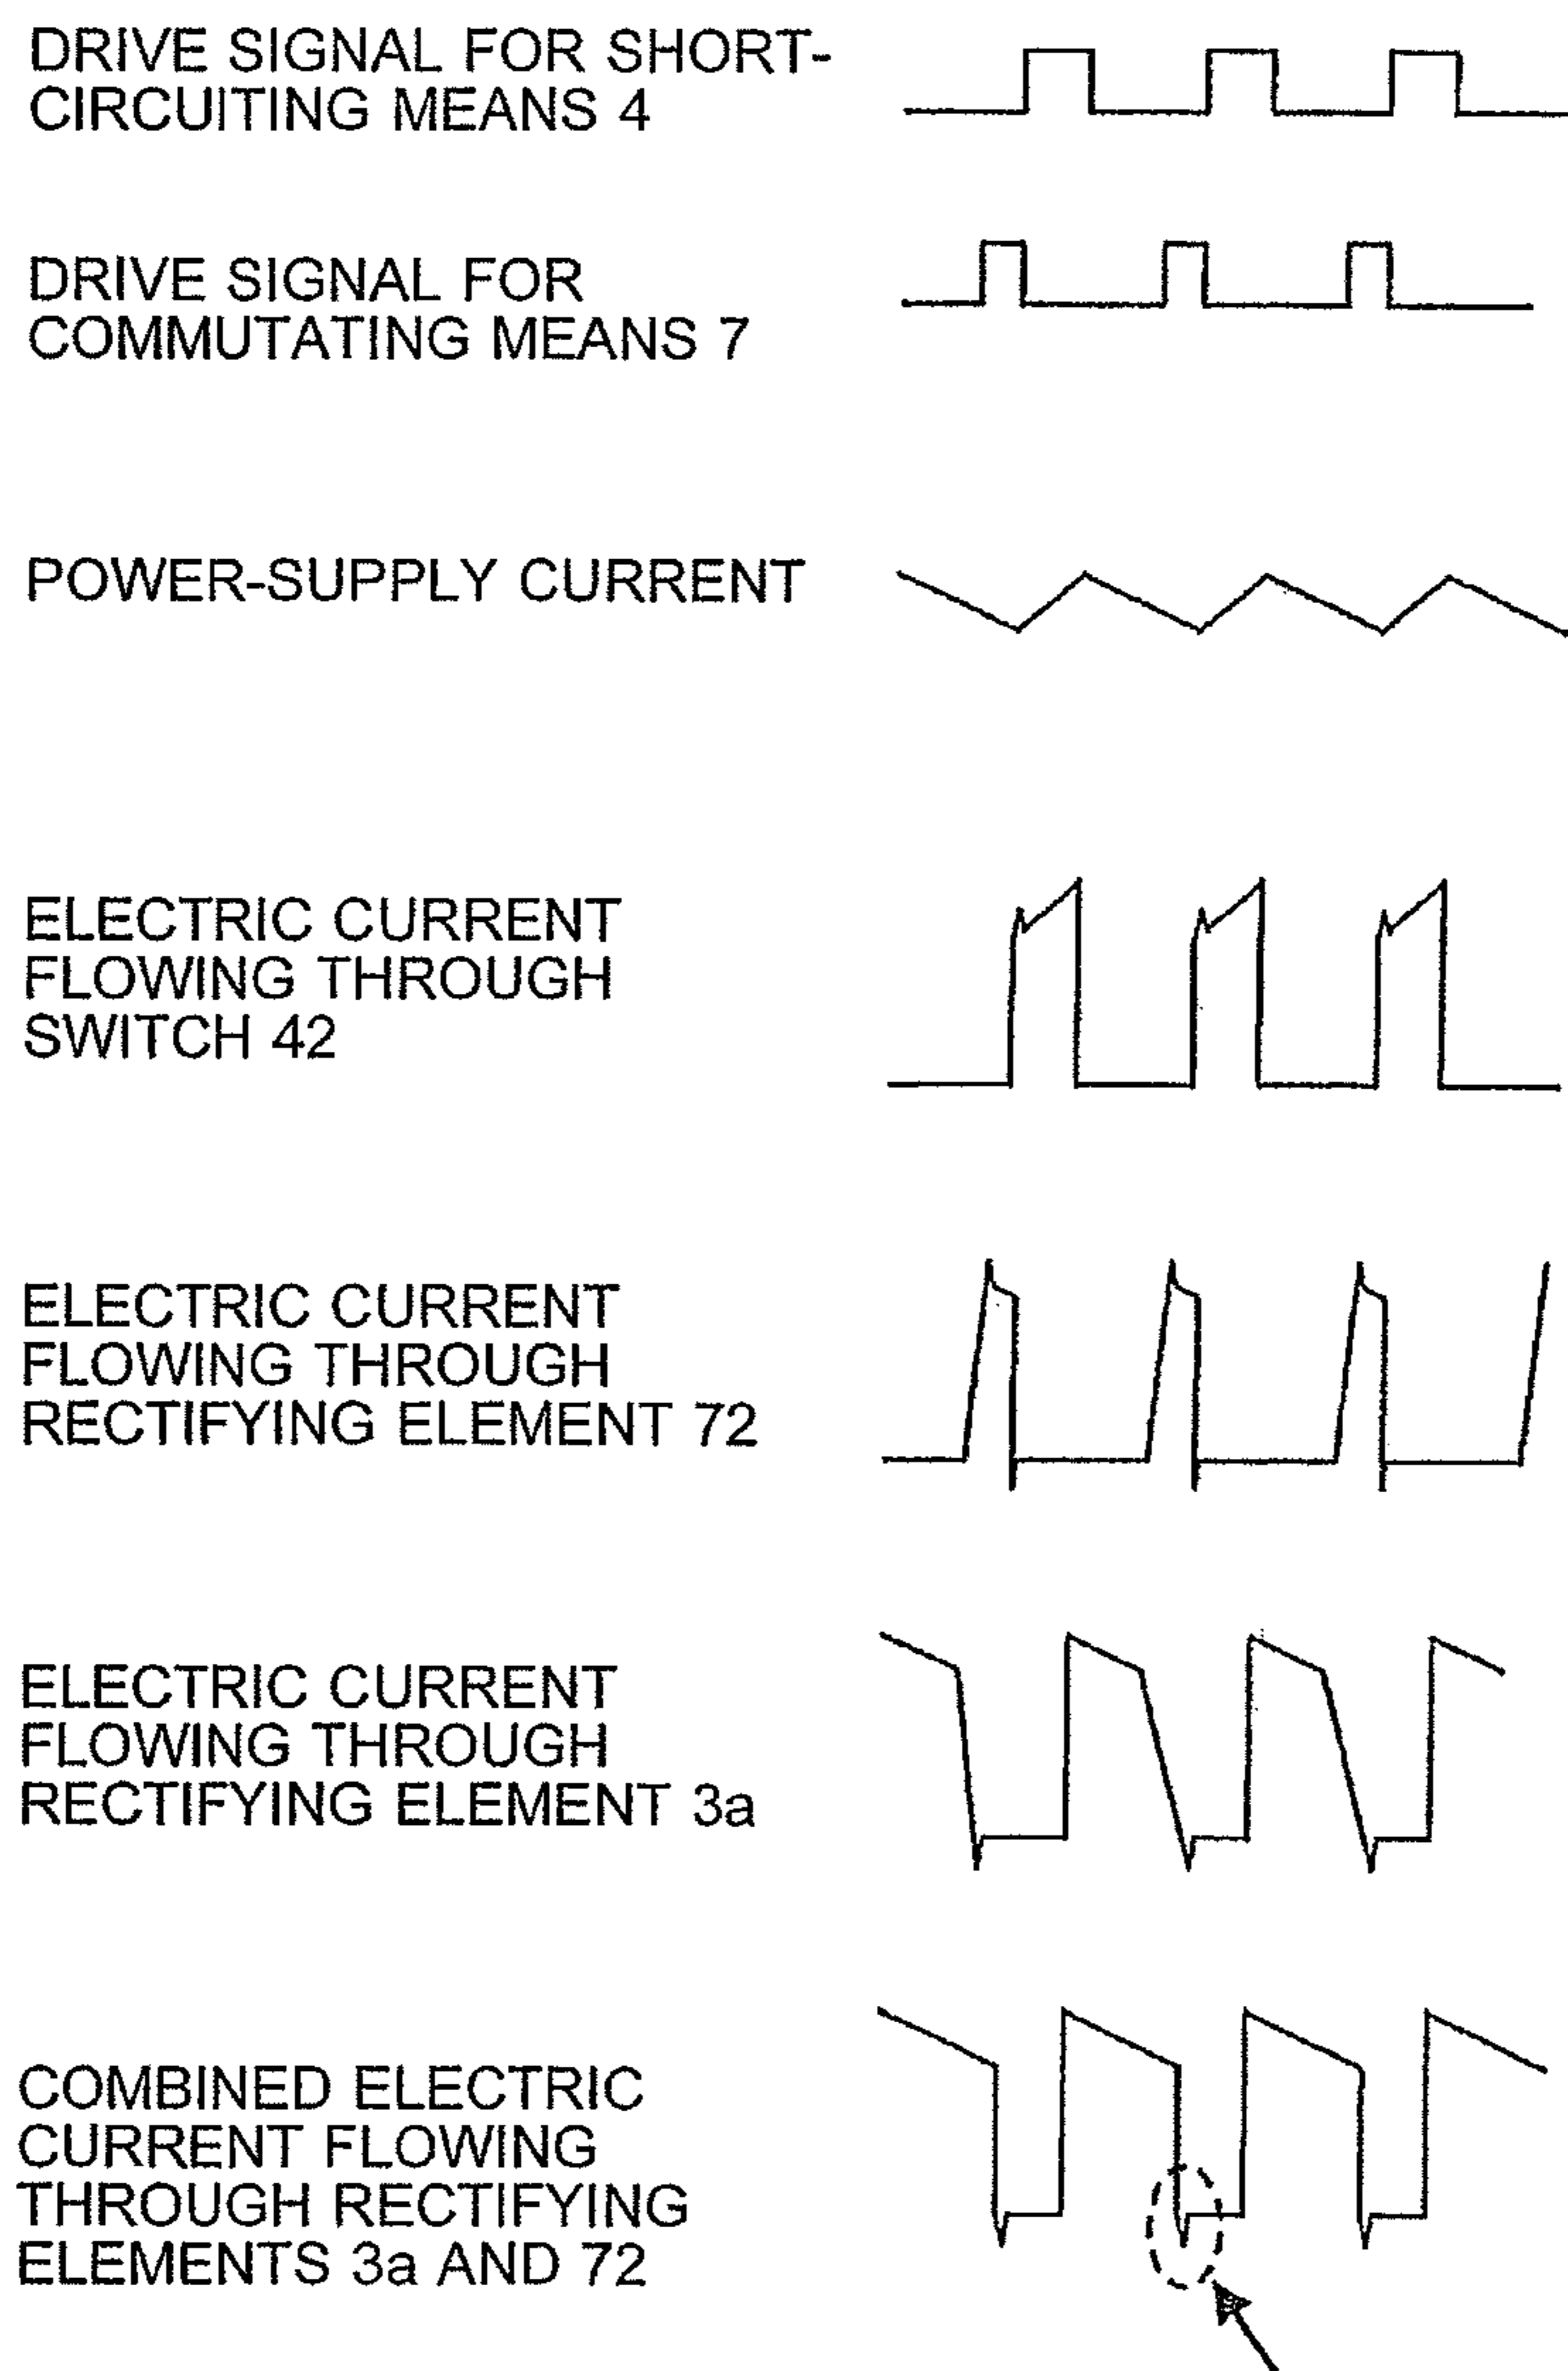 DRIVE SIGNAL FOR SHORT-
CIRCUITING MEANS 4
DRIVE SIGNAL FOR
COMMUTATING MEANS 7
POWER-SUPPLY CURRENT
ELECTRIC CURRENT
FLOWING THROUGH
SWITCH 42
ELECTRIC CURRENT
FLOWING THROUGH
RECTIFYING ELEMENT 72
ELECTRIC CURRENT
FLOWING THROUGH
RECTIFYING ELEMENT 3a
COMBINED ELECTRIC
CURRENT FLOWING
THROUGH RECTIFYING
ELEMENTS 3a AND 72